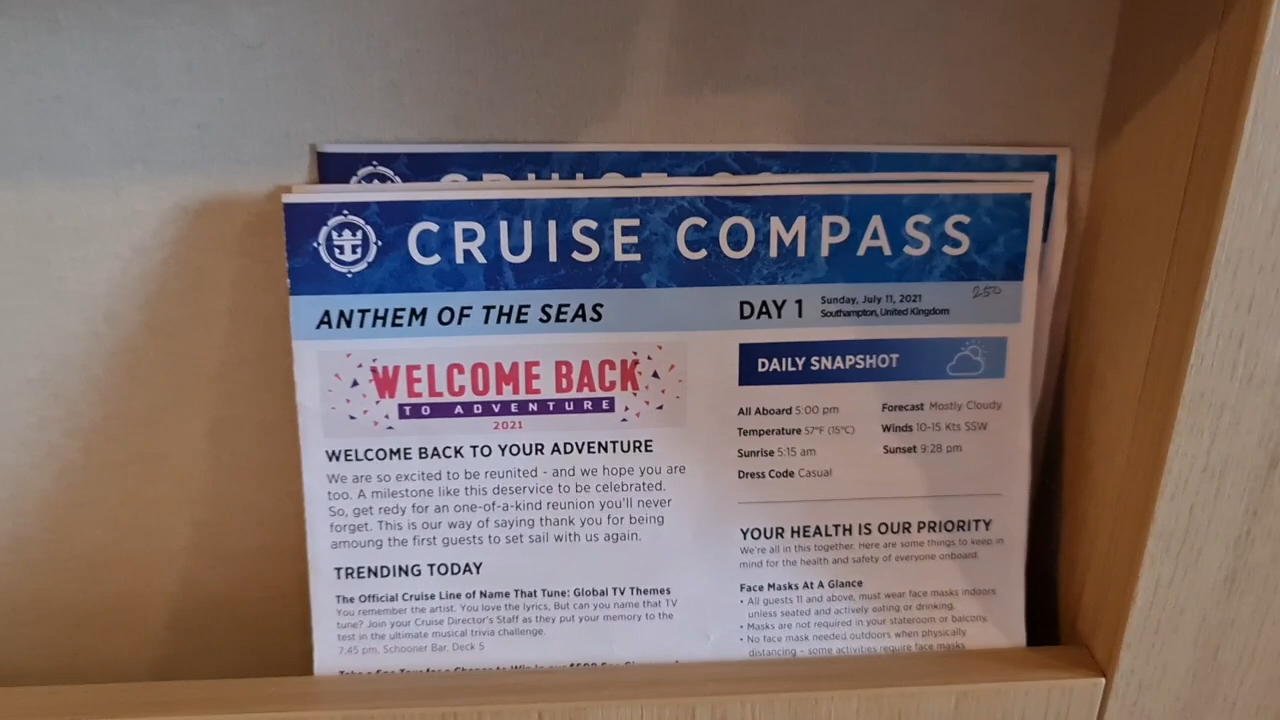 CRUISE CO
CRUISE COMPASS
ANTHEM OF THE SEAS
DAY 1
Sunday, July 11, 2021
Southampton, United Kingdom
250
WELCOME BACK
TO ADVENTURE
2021
WELCOME BACK TO YOUR ADVENTURE
We are so excited to be reunited - and we hope you are
too. A milestone like this deservice to be celebrated.
So, get redy for an one-of-a-kind reunion you'll never
forget. This is our way of saying thank you for being
amoung the first guests to set sail with us again.
TRENDING TODAY
The Official Cruise Line of Name That Tune: Global TV Themes
You remember the artist. You love the lyrics, But can you name that TV
tune? Join your Cruise Director's Staff as they put your memory to the
test in the ultimate musical trivia challenge.
7:45 pm, Schooner Bar, Deck 5
DAILY SNAPSHOT
All Aboard 5:00 pm
Forecast Mostly Cloudy
Temperature 57°F (15°C)
Winds 10-15 Kts SSW
Sunrise 5:15 am
Sunset 9:28 pm
Dress Code Casual
YOUR HEALTH IS OUR PRIORITY
We're all in this together. Here are some things to keep in
mind for the health and safety of everyone onboard.
Face Masks At A Glance
• All guests 11 and above, must wear face masks indoors
unless seated and actively eating or drinking.
• Masks are not required in your stateroom or balcony.
• No face mask needed outdoors when physically
distancing - some activities require face masks